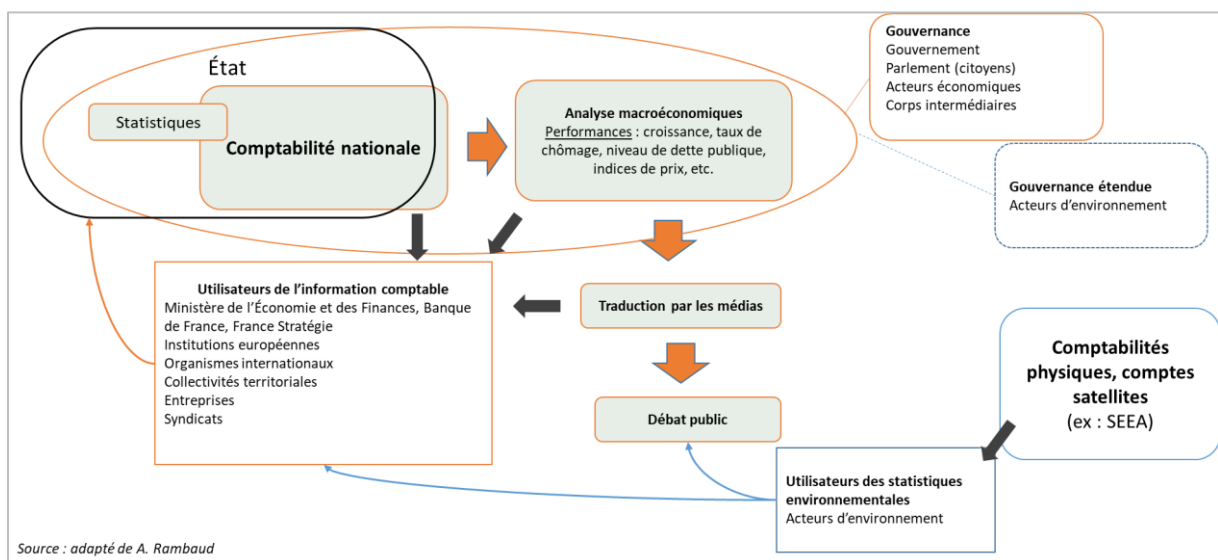 État
Statistiques
Comptabilité nationale
Analyse macroéconomiques
Performances : croissance, taux de
chômage, niveau de dette publique,
indices de prix, etc.
Gouvernance
Gouvernement
Parlement (citoyens)
Acteurs économiques
Corps intermédiaires
Gouvernance étendue
Acteurs d’environnement
Utilisateurs de l’information comptable
Ministère de l’Économie et des Finances, Banque
de France, France Stratégie
Institutions européennes
Organismes internationaux
Collectivités territoriales
Entreprises
Syndicats
Traduction par les médias
Débat public
Comptabilités
physiques, comptes
satellites
(ex : SEEA)
Utilisateurs des statistiques
environnementales
Acteurs d’environnement
Source : adapté de A. Rambaud